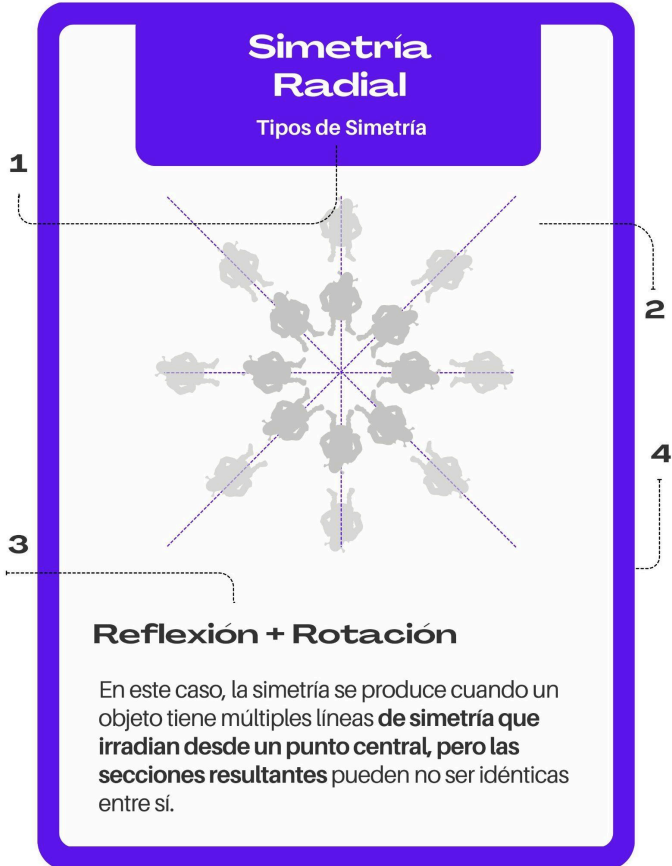 Simetría
Radial
Tipos de Simetría
1
2
4
3
Reflexión + Rotación
En este caso, la simetría se produce cuando un
objeto tiene múltiples líneas de simetría que
irradian desde un punto central, pero las
secciones resultantes pueden no ser idénticas
entre sí.